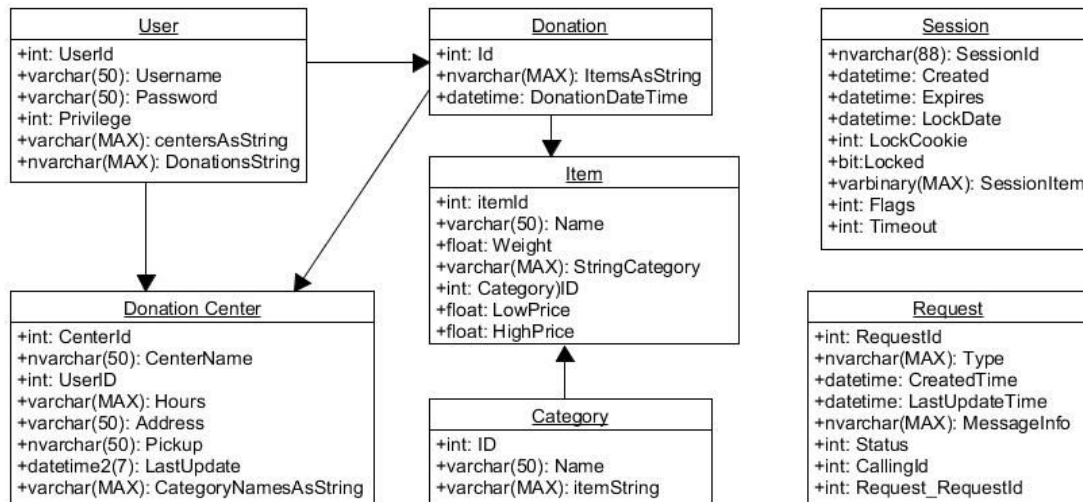 User
+int: UserId
+varchar(50): Username
+varchar(50): Password
+int: Privilege
+varchar(MAX): centersAsString
+nvarchar(MAX): DonationsString
Donation
+int: Id
+nvarchar(MAX): ItemsAsString
+datetime: DonationDateTime
Item
+int: itemId
+varchar(50): Name
+float: Weight
+varchar(MAX): StringCategory
+int: Category)ID
+float: LowPrice
+float: HighPrice
Donation Center
+int: CenterId
+nvarchar(50): CenterName
+int: UserID
+varchar(MAX): Hours
+varchar(50): Address
+nvarchar(50): Pickup
+datetime2(7): LastUpdate
+varchar(MAX): CategoryNamesAsString
Category
+int: ID
+varchar(50): Name
+varchar(MAX): itemString
Session
+nvarchar(88): SessionId
+datetime: Created
+datetime: Expires
+datetime: LockDate
+int: LockCookie
+bit:Locked
+varbinary(MAX): SessionItem
+int: Flags
+int: Timeout
Request
+int: RequestId
+nvarchar(MAX): Type
+datetime: CreatedTime
+datetime: LastUpdateTime
+nvarchar(MAX): MessageInfo
+int: Status
+int: CallingId
+int: Request_RequestId